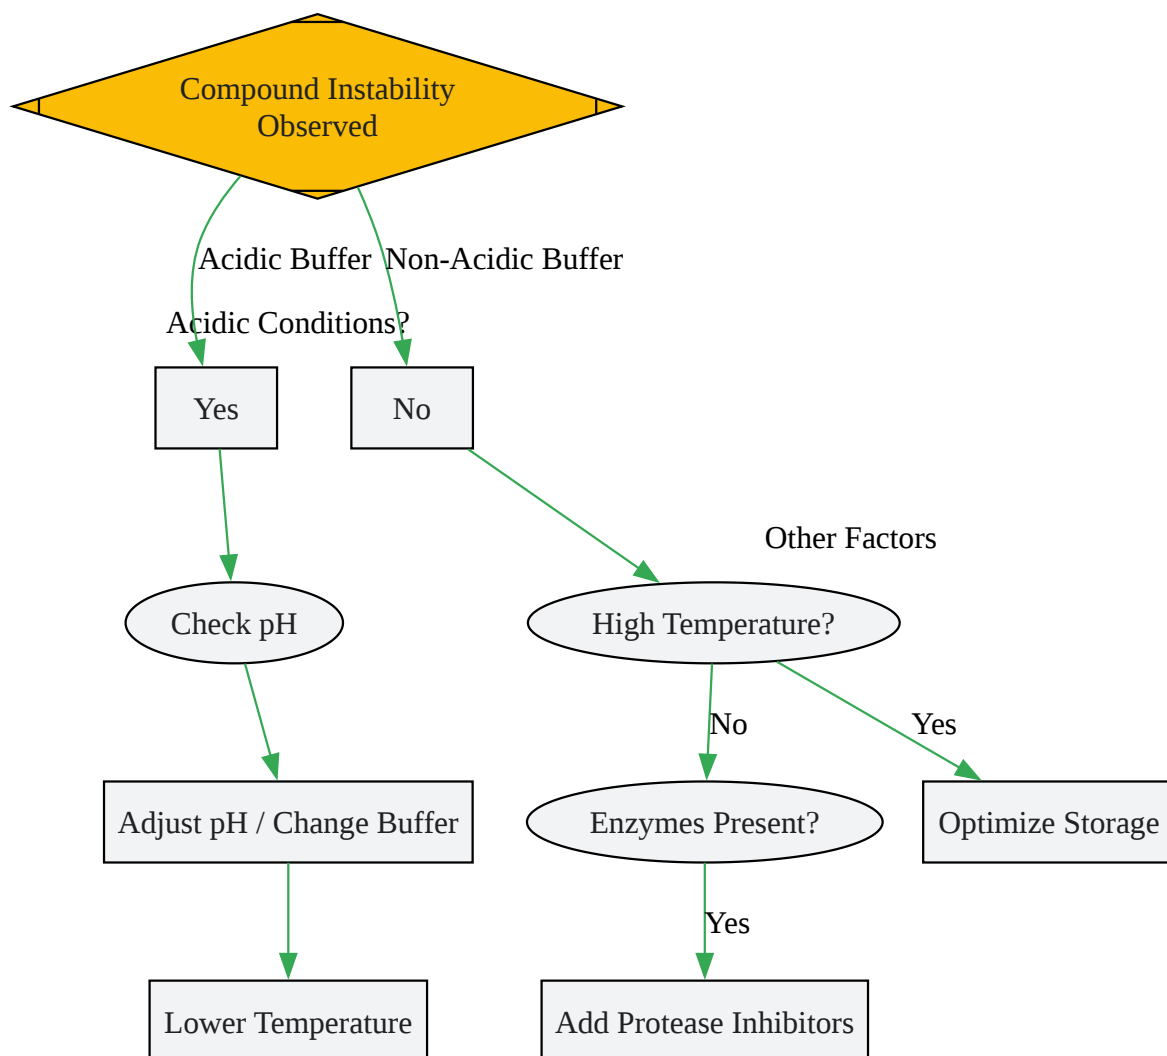 Compound Instability
Observed
Acidic Buffer
Non-Acidic Buffer
Acidic Conditions?
Yes
No
Other Factors
Check pH
High Temperature?
No
Yes
Adjust pH / Change Buffer
Enzymes Present?
Optimize Storage
Yes
Lower Temperature
Add Protease Inhibitors